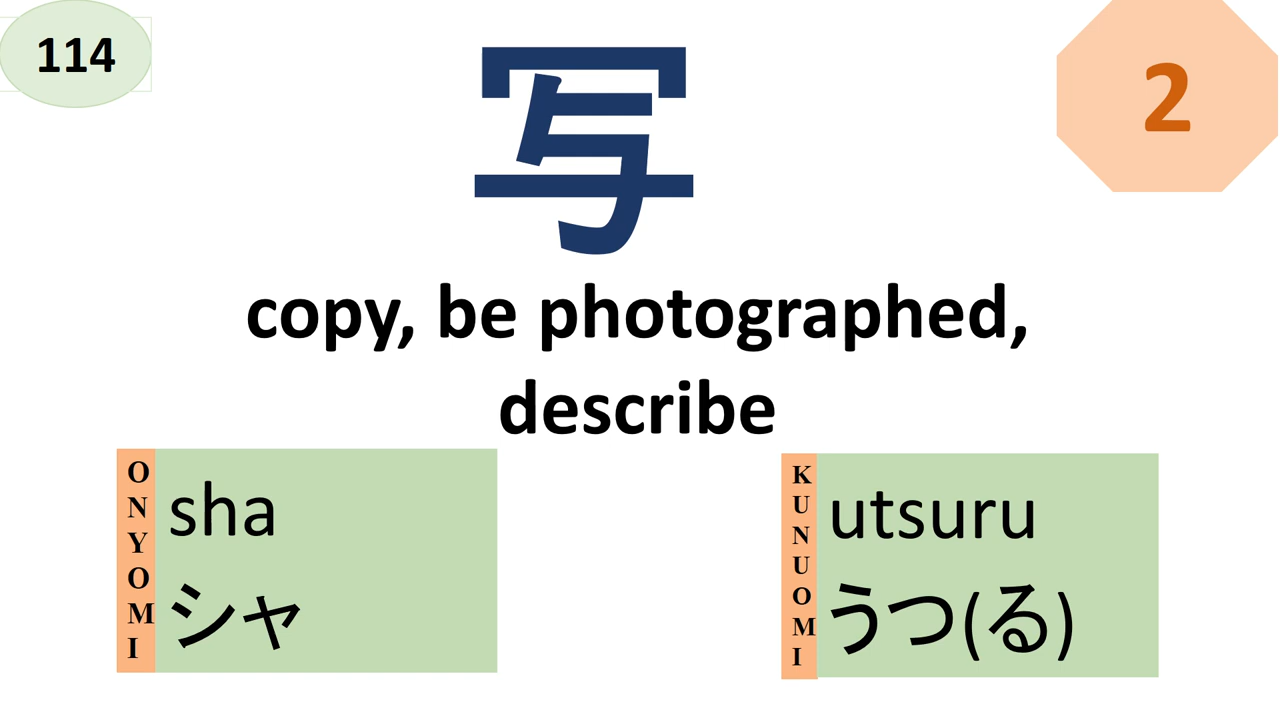 114
写
2
copy, be photographed,
describe
ONYOMI
sha
シャ
KUNUOMI
utsuru
うつ(る)